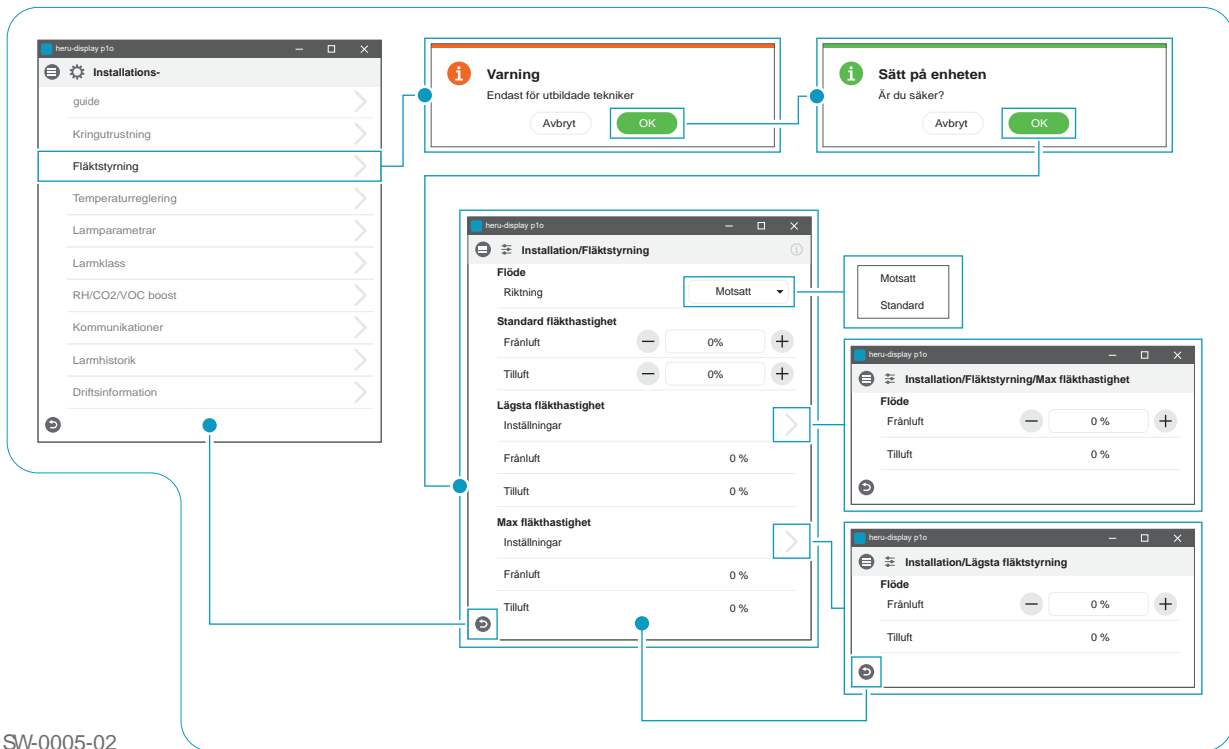 heru-display p1o
Installations-
guide
Kringutrustning
Fläktstyrning
Temperaturreglering
Larmparametrar
Larmklass
RH/CO2/VOC boost
Kommunikationer
Larmhistorik
Driftsinformation
Varning
Endast för utbildade tekniker
Avbryt OK
Sätt på enheten
Är du säker?
Avbryt OK
heru-display p1o
Installation/Fläktstyrning
Flöde
Riktning Motsatt
Standard fläkthastighet
Frånluft 0%
Tilluft 0%
Lägsta fläkthastighet
Inställningar
Frånluft 0 %
Tilluft 0 %
Max fläkthastighet
Inställningar
Frånluft 0 %
Tilluft 0 %
Motsatt
Standard
heru-display p1o
Installation/Fläktstyrning/Max fläkthastighet
Flöde
Frånluft 0 %
Tilluft 0 %
heru-display p1o
Installation/Lägsta fläktstyrning
Flöde
Frånluft 0 %
Tilluft 0 %
SW-0005-02